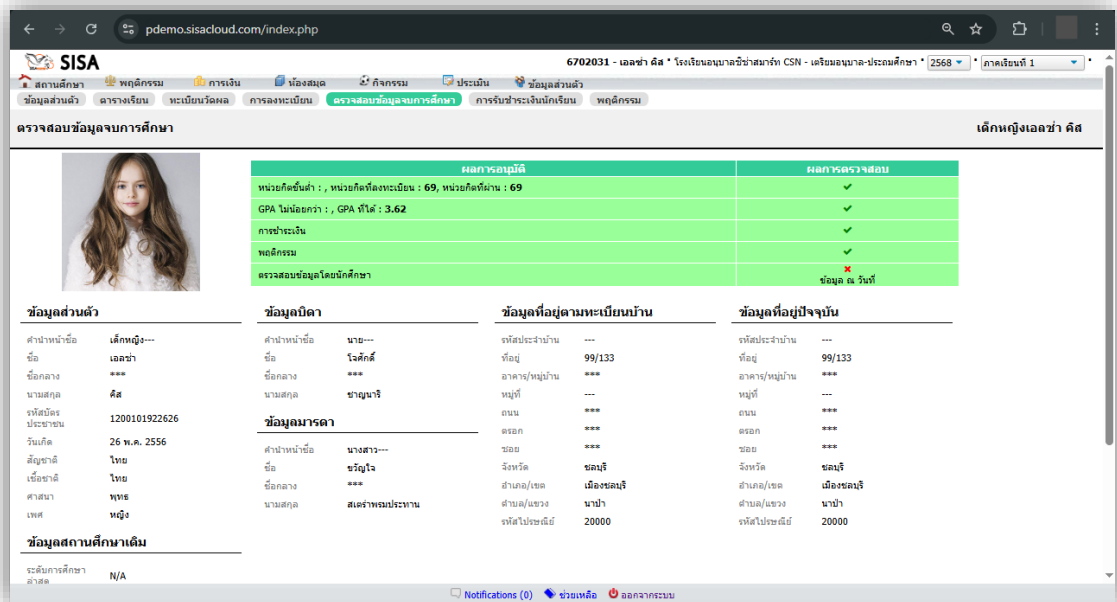 pdemo.sisacloud.com/index.php
SISA
6702031 - เอลซ่า คีส * โรงเรียนอนุบาลชิชาสมาร์ท CSN - เตรียมอนุบาล-ประถมศึกษา * 2568 * ภาคเรียนที่ 1 *
สถานศึกษา พฤติกรรม การเงิน ห้องสมุด กิจกรรม ประเมิน ข้อมูลส่วนตัว
ข้อมูลส่วนตัว ตารางเรียน ทะเบียนวัดผล การลงทะเบียน ตรวจสอบข้อมูลจบการศึกษา การรับชำระเงินนักเรียน พฤติกรรม
ตรวจสอบข้อมูลจบการศึกษา เด็กหญิงเอลซ่า คีส
ผลการอนุมัติ ผลการตรวจสอบ
หน่วยกิตขั้นต่ำ : , หน่วยกิตที่ลงทะเบียน : 69, หน่วยกิตที่ผ่าน : 69
GPA ไม่น้อยกว่า : , GPA ที่ได้ : 3.62
การชำระเงิน
พฤติกรรม
ตรวจสอบข้อมูลโดยนักศึกษา
ข้อมูล ณ วันที่
ข้อมูลส่วนตัว
คำนำหน้าชื่อ เด็กหญิง---
ชื่อ เอลซ่า
ชื่อกลาง ***
นามสกุล คีส
รหัสบัตร
ประชาชน 1200101922626
วันเกิด 26 พ.ค. 2556
สัญชาติ ไทย
เชื้อชาติ ไทย
ศาสนา พุทธ
เพศ หญิง
ข้อมูลสถานศึกษาเดิม
ระดับการศึกษา
ล่าสุด N/A
ข้อมูลบิดา
คำนำหน้าชื่อ นาย---
ชื่อ ใจศักดิ์
ชื่อกลาง ***
นามสกุล ชาญนารี
ข้อมูลมารดา
คำนำหน้าชื่อ นางสาว---
ชื่อ ขวัญใจ
ชื่อกลาง ***
นามสกุล สเตร่าพรมประทาน
ข้อมูลที่อยู่ตามทะเบียนบ้าน
รหัสประจำบ้าน ---
ที่อยู่ 99/133
อาคาร/หมู่บ้าน ***
หมู่ที่ ---
ถนน ***
ตรอก ***
ซอย ***
จังหวัด ชลบุรี
อำเภอ/เขต เมืองชลบุรี
ตำบล/แขวง นาป่า
รหัสไปรษณีย์ 20000
ข้อมูลที่อยู่ปัจจุบัน
รหัสประจำบ้าน ---
ที่อยู่ 99/133
อาคาร/หมู่บ้าน ***
หมู่ที่ ---
ถนน ***
ตรอก ***
ซอย ***
จังหวัด ชลบุรี
อำเภอ/เขต เมืองชลบุรี
ตำบล/แขวง นาป่า
รหัสไปรษณีย์ 20000
Notifications (0) ช่วยเหลือ ออกจากระบบ